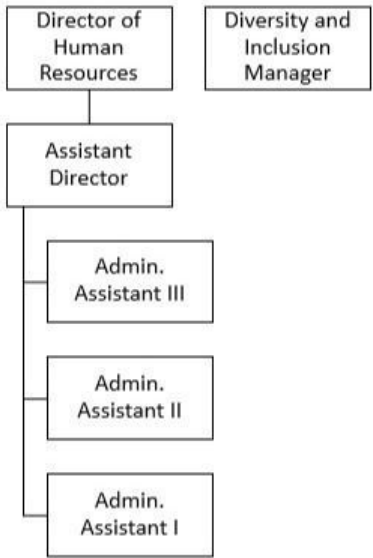 Director of
Human
Resources
Diversity and
Inclusion
Manager
Assistant
Director
Admin.
Assistant III
Admin.
Assistant II
Admin.
Assistant I